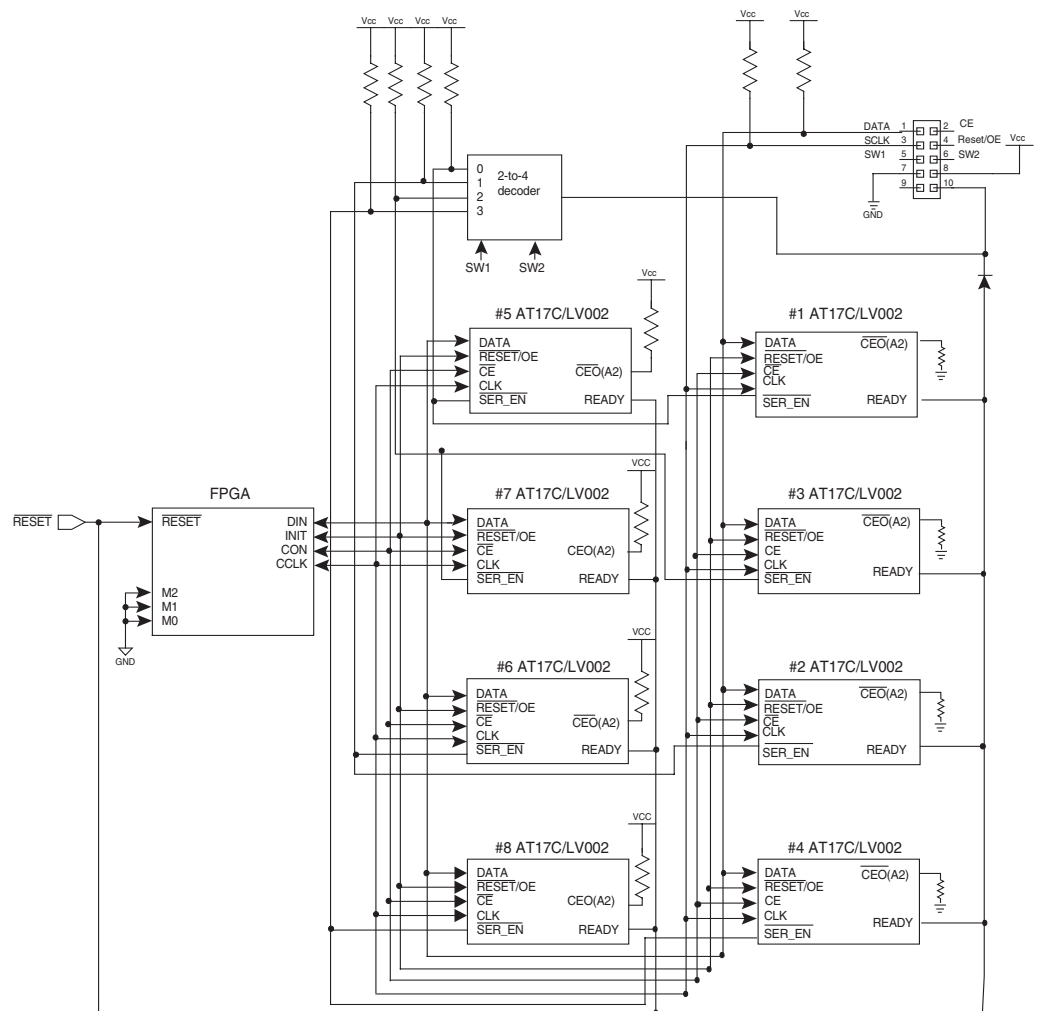 Vcc Vcc Vcc Vcc
Vcc Vcc
DATA 1 2 CE
SCLK 3 4 Reset/OE Vcc
SW1 5 6 SW2
7 8
9 10
GND
0 2-to-4
1 decoder
2
3
SW1 SW2
Vcc
#5 AT17C/LV002
DATA
RESET/OE
CE CEO(A2)
CLK
SER_EN READY
#1 AT17C/LV002
DATA CEO(A2)
RESET/OE
CE
CLK
SER_EN READY
VCC
#7 AT17C/LV002
DATA
RESET/OE
CE CEO(A2)
CLK
SER_EN READY
#3 AT17C/LV002
DATA CEO(A2)
RESET/OE
CE
CLK
SER_EN READY
FPGA
RESET RESET DIN
INIT
CON
CCLK
M2
M1
M0
GND
VCC
#6 AT17C/LV002
DATA
RESET/OE
CE CEO(A2)
CLK
SER_EN READY
#2 AT17C/LV002
DATA CEO(A2)
RESET/OE
CE
CLK
SER_EN READY
VCC
#8 AT17C/LV002
DATA
RESET/OE
CE CEO(A2)
CLK
SER_EN READY
#4 AT17C/LV002
DATA CEO(A2)
RESET/OE
CE
CLK
SER_EN READY